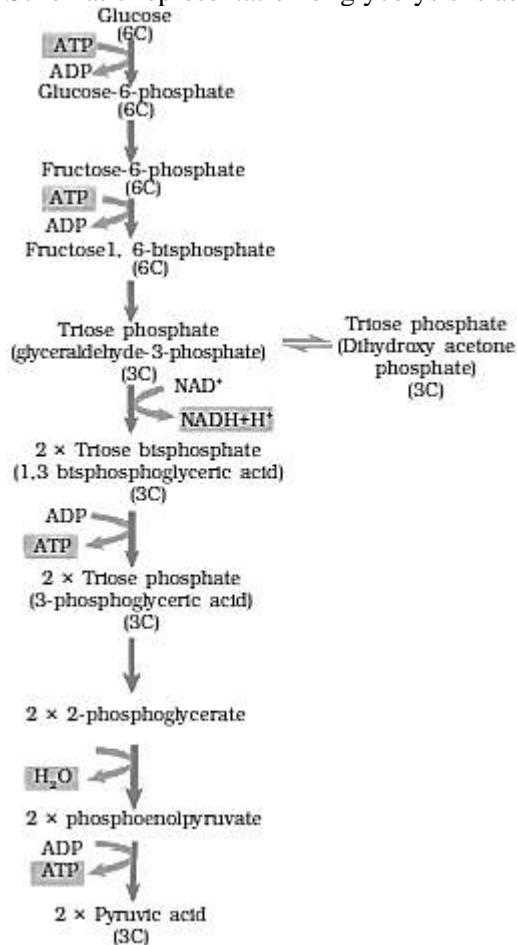 Glucose
(6C)
ATP
ADP
Glucose-6-phosphate
(6C)
Fructose-6-phosphate
(6C)
ATP
ADP
Fructose1, 6-bisphosphate
(6C)
Triose phosphate
(glyceraldehyde-3-phosphate)
(3C)
Triose phosphate
(Dihydroxy acetone
phosphate)
(3C)
NAD⁺
NADH+H⁺
2 × Triose bisphosphate
(1,3 bisphosphoglyceric acid)
(3C)
ADP
ATP
2 × Triose phosphate
(3-phosphoglyceric acid)
(3C)
2 × 2-phosphoglycerate
H₂O
2 × phosphoenolpyruvate
ADP
ATP
2 × Pyruvic acid
(3C)